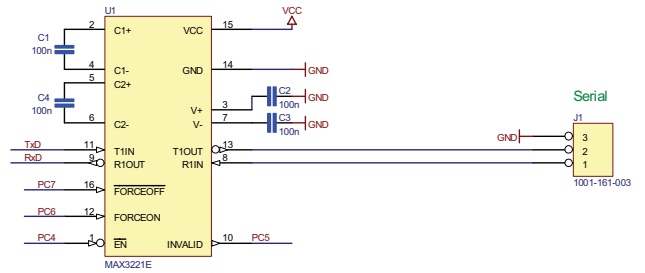 U1
VCC
2 C1+ VCC 15
C1
100n
4 C1- GND 14 GND
5 C2+
C4
100n
C2
100n
GND
V+ 3
6 C2- V- 7
C3
100n
GND
Serial
J1
GND 3
TxD 11 T1IN T1OUT 13 2
RxD 9 R1OUT R1IN 8 1
1001-161-003
PC7 16 FORCEOFF
PC6 12 FORCEON
PC4 1 EN INVALID 10 PC5
MAX3221E